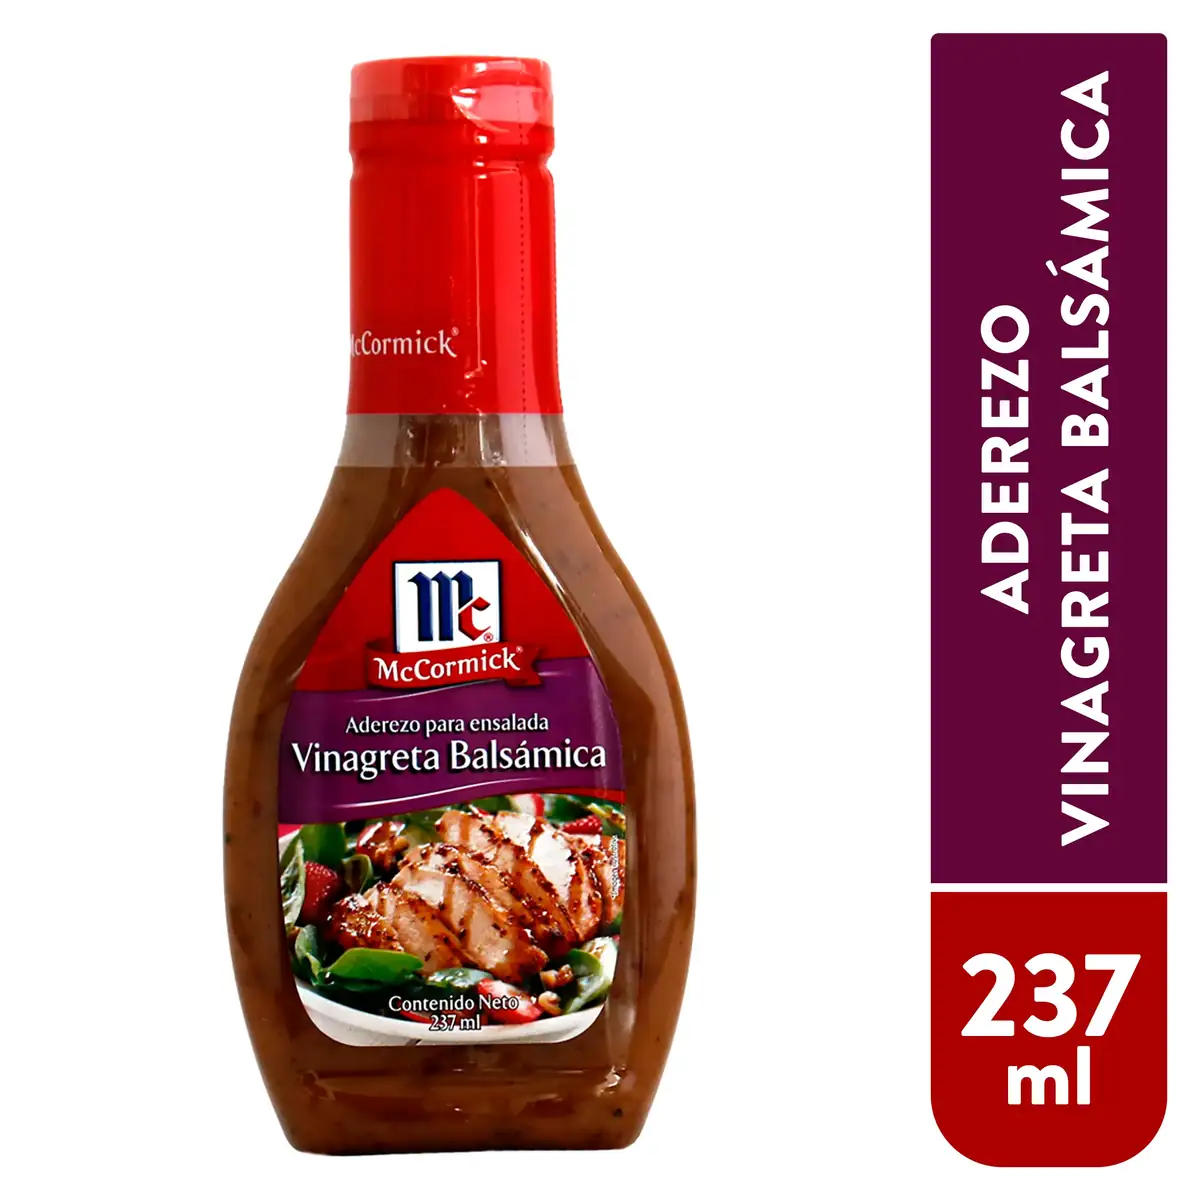 McCormick®
Mc®
McCormick®
Aderezo para ensalada
Vinagreta Balsámica
Contenido Neto
237 ml
ADEREZO
VINAGRETA BALSÁMICA
237
ml